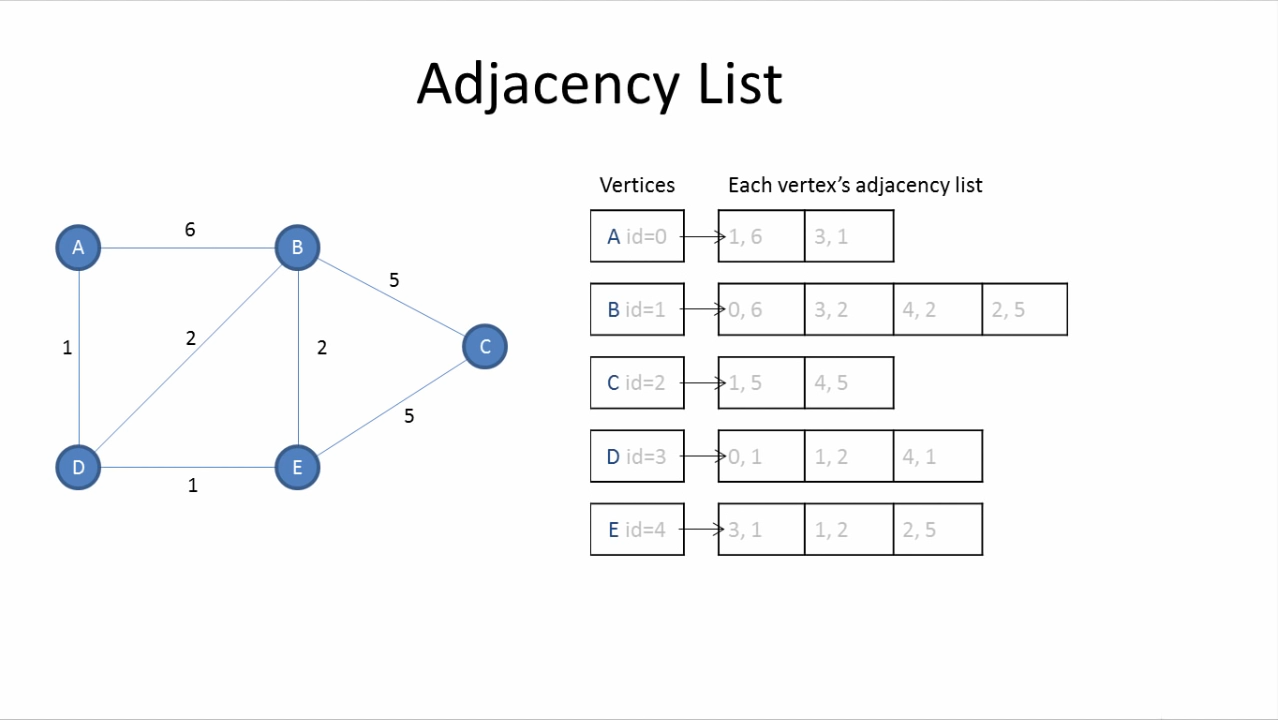 Adjacency List
Vertices Each vertex's adjacency list
6
A
B
5
2
1
2
C
5
D
E
1
A id=0 1, 6 3, 1
B id=1 0, 6 3, 2 4, 2 2, 5
C id=2 1, 5 4, 5
D id=3 0, 1 1, 2 4, 1
E id=4 3, 1 1, 2 2, 5